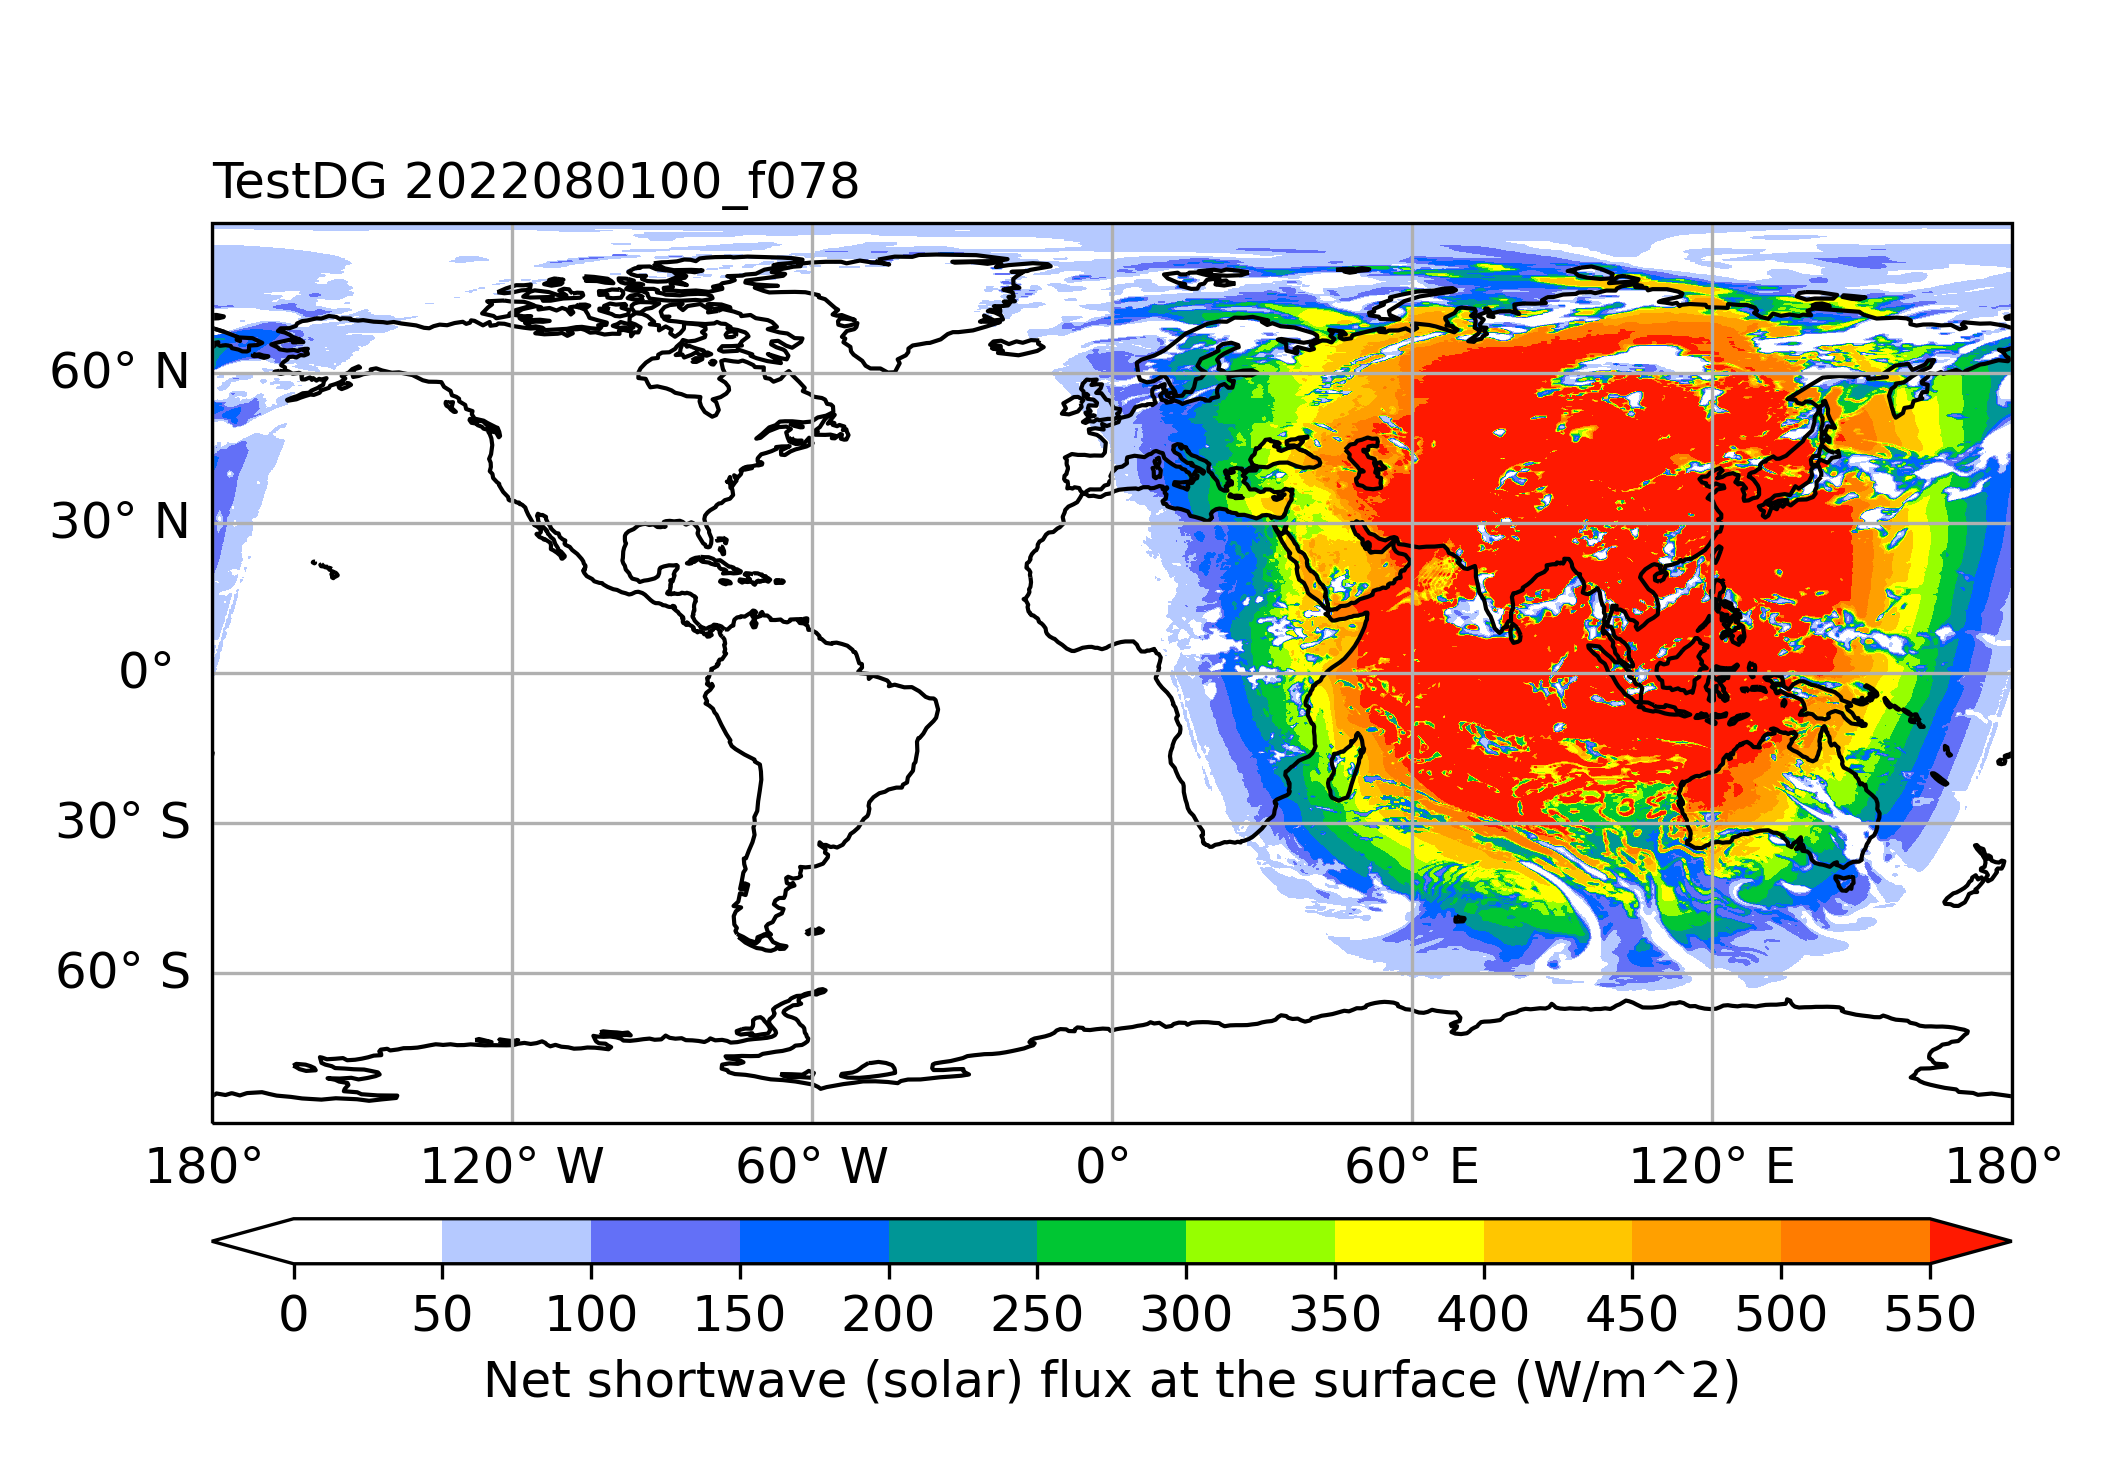 TestDG 2022080100_f078
60° N
30° N
0°
30° S
60° S
180° 120° W 60° W 0° 60° E 120° E 180°
0 50 100 150 200 250 300 350 400 450 500 550
Net shortwave (solar) flux at the surface (W/m^2)